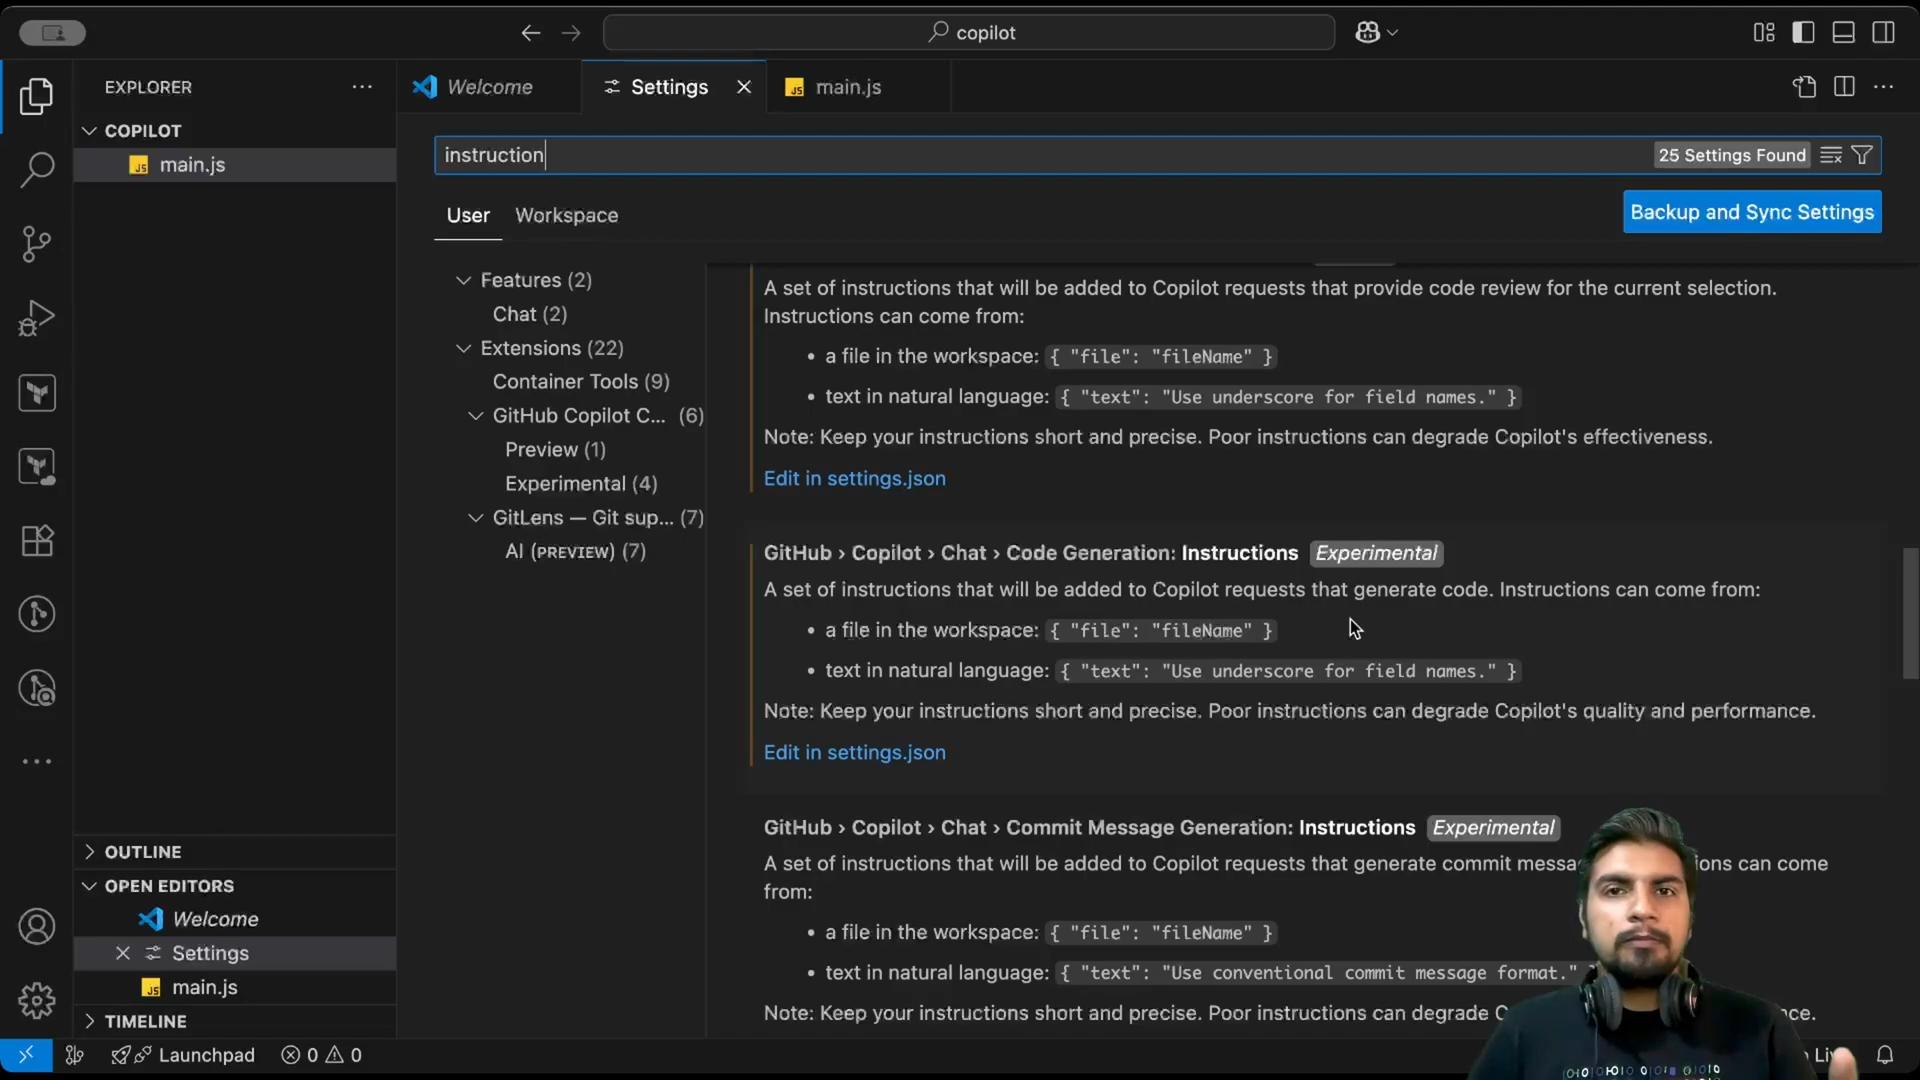 copilot
EXPLORER
COPILOT
JS main.js
OUTLINE
OPEN EDITORS
Welcome
Settings
JS main.js
TIMELINE
Welcome
Settings
JS main.js
instruction
25 Settings Found
User Workspace
Backup and Sync Settings
Features (2)
Chat (2)
Extensions (22)
Container Tools (9)
GitHub Copilot C... (6)
Preview (1)
Experimental (4)
GitLens — Git sup... (7)
AI (PREVIEW) (7)
A set of instructions that will be added to Copilot requests that provide code review for the current selection.
Instructions can come from:
• a file in the workspace: { "file": "fileName" }
• text in natural language: { "text": "Use underscore for field names." }
Note: Keep your instructions short and precise. Poor instructions can degrade Copilot's effectiveness.
Edit in settings.json
GitHub › Copilot › Chat › Code Generation: Instructions Experimental
A set of instructions that will be added to Copilot requests that generate code. Instructions can come from:
• a file in the workspace: { "file": "fileName" }
• text in natural language: { "text": "Use underscore for field names." }
Note: Keep your instructions short and precise. Poor instructions can degrade Copilot's quality and performance.
Edit in settings.json
GitHub › Copilot › Chat › Commit Message Generation: Instructions Experimental
A set of instructions that will be added to Copilot requests that generate commit can come
from:
• a file in the workspace: { "file": "fileName" }
• text in natural language: { "text": "Use conventional commit message format."
Note: Keep your instructions short and precise. Poor instructions can degrade
Launchpad 0 0